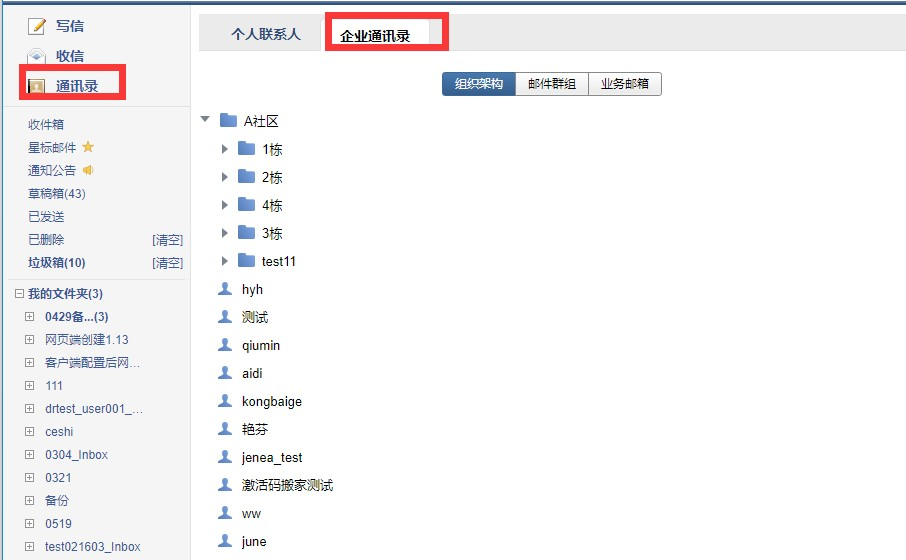 写信
收信
通讯录
收件箱
星标邮件
通知公告
草稿箱(43)
已发送
已删除 [清空]
垃圾箱(10) [清空]
我的文件夹(3)
0429备...(3)
网页端创建1.13
客户端配置后网...
111
drtest_user001_...
ceshi
0304_Inbox
0321
备份
0519
test021603_Inbox
个人联系人 企业通讯录
组织架构 邮件群组 业务邮箱
A社区
1栋
2栋
4栋
3栋
test11
hyh
测试
qiumin
aidi
kongbaige
艳芬
jenea_test
激活码搬家测试
ww
june